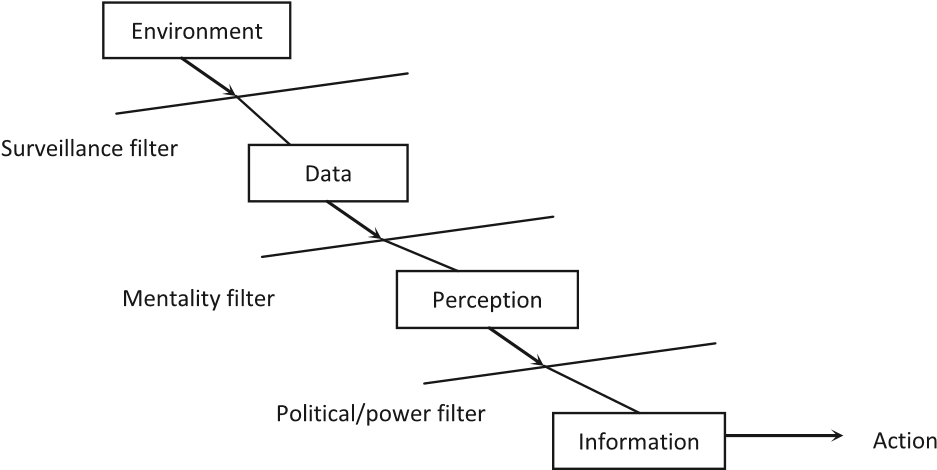 Environment
Surveillance filter
Data
Mentality filter
Perception
Political/power filter
Information
Action